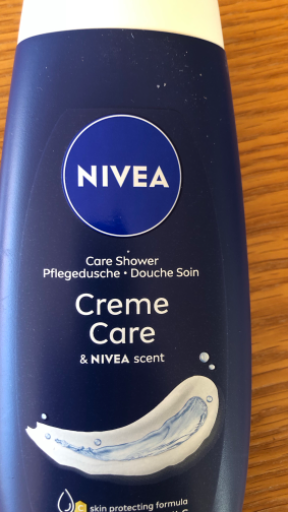 NIVEA
Care Shower
Pflegedusche • Douche Soin
Creme
Care
& NIVEA scent
C skin protecting formula